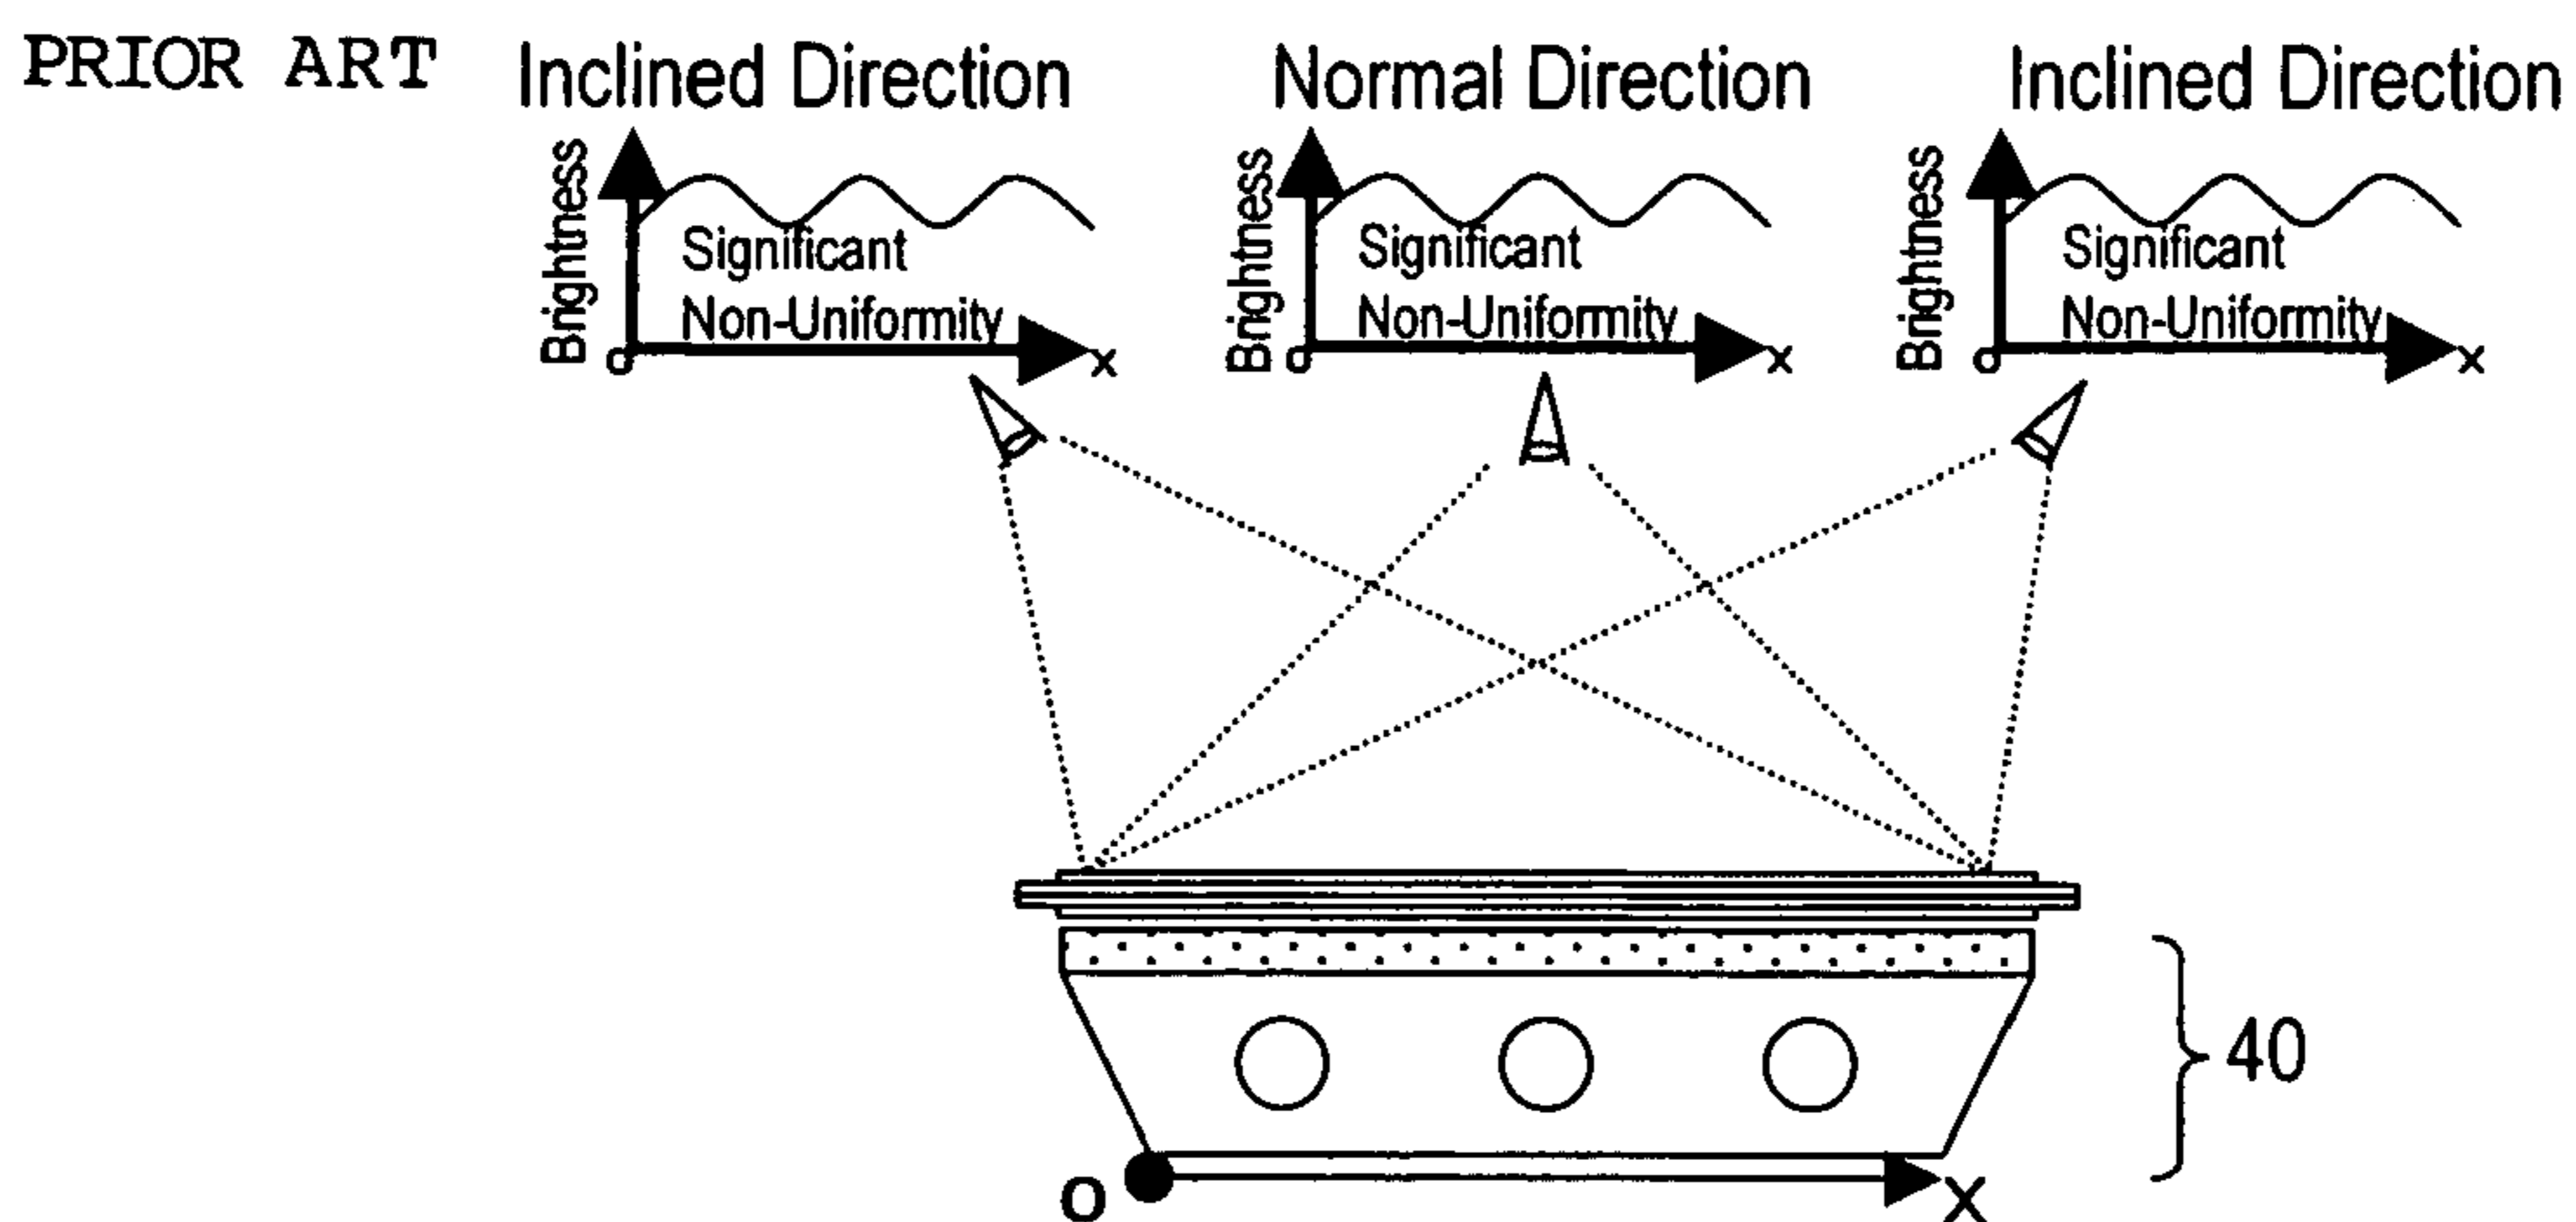 PRIOR ART
Inclined Direction
Normal Direction
Inclined Direction
Brightness
Significant
Non-Uniformity
o
x
Brightness
Significant
Non-Uniformity
o
x
Brightness
Significant
Non-Uniformity
o
x
40
O
X